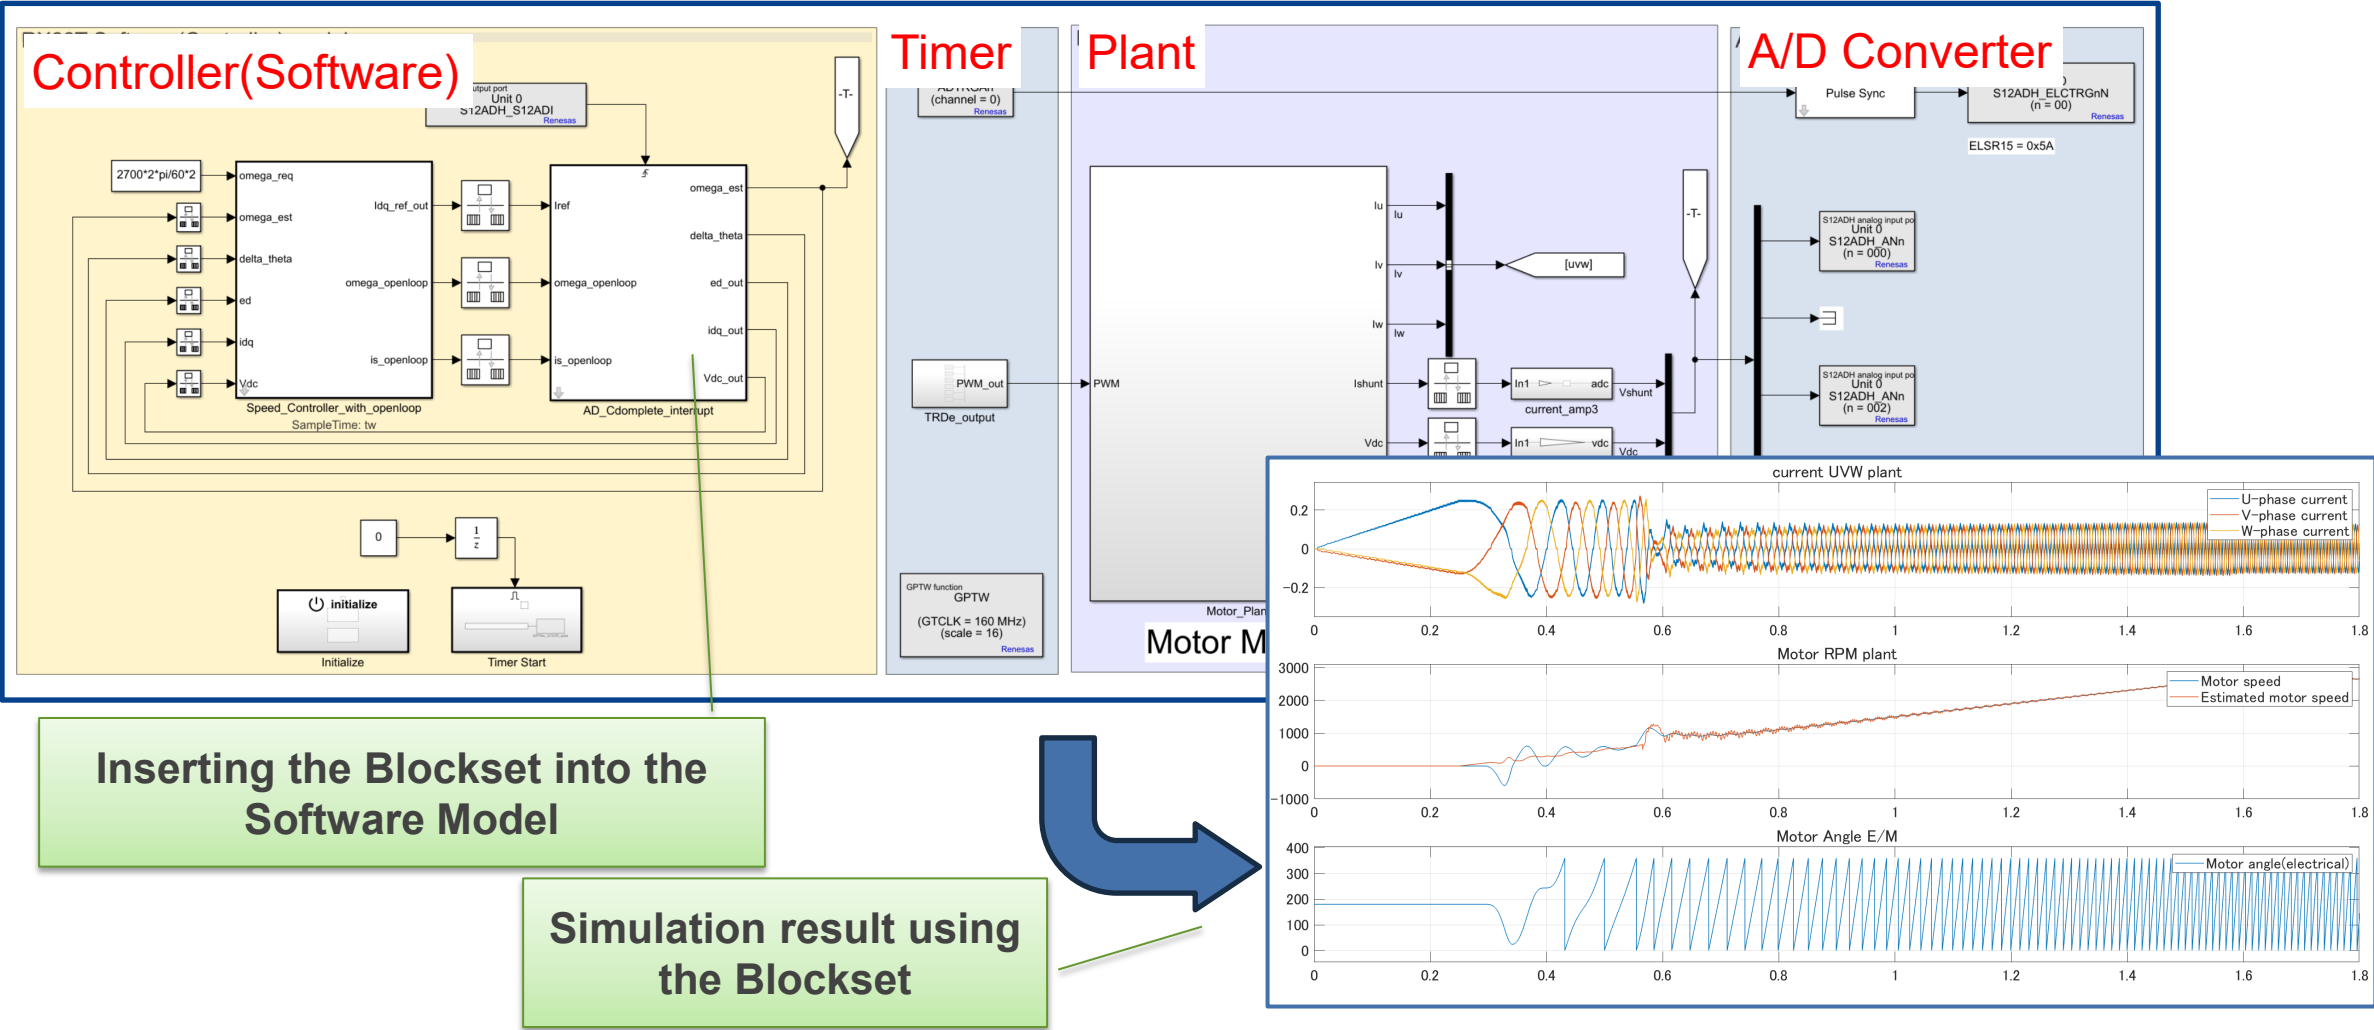 Controller(Software)
utput port
Unit 0
S12ADH_S12ADI
Renesas
-T-
2700*2*pi/60*2
omega_req
omega_est
delta_theta
ed
idq
Vdc
Idq_ref_out
omega_openloop
is_openloop
Speed_Controller_with_openloop
SampleTime: tw
Iref
omega_openloop
is_openloop
omega_est
delta_theta
ed_out
idq_out
Vdc_out
AD_Cdomplete_interrupt
0
1
z
initialize
Initialize
Timer Start
Timer
(channel = 0)
Renesas
PWM_out
TRDe_output
GPTW function
GPTW
(GTCLK = 160 MHz)
(scale = 16)
Renesas
Plant
PWM
Iu
Iu
Iv
Iv
Iw
Iw
Ishunt
Vdc
[uvw]
-T-
In1
adc
Vshunt
current_amp3
In1
vdc
Vdc
Motor_Plan
Motor M
A/D Converter
Pulse Sync
S12ADH_ELCTRGnN
(n = 00)
Renesas
ELSR15 = 0x5A
S12ADH analog input po
Unit 0
S12ADH_ANn
(n = 000)
Renesas
S12ADH analog input po
Unit 0
S12ADH_ANn
(n = 002)
Renesas
current UVW plant
U-phase current
V-phase current
W-phase current
0.2
0
-0.2
0 0.2 0.4 0.6 0.8 1 1.2 1.4 1.6 1.8
Motor RPM plant
Motor speed
Estimated motor speed
3000
2000
1000
0
-1000
0 0.2 0.4 0.6 0.8 1 1.2 1.4 1.6 1.8
Motor Angle E/M
Motor angle(electrical)
400
300
200
100
0
0 0.2 0.4 0.6 0.8 1 1.2 1.4 1.6 1.8
Inserting the Blockset into the
Software Model
Simulation result using
the Blockset